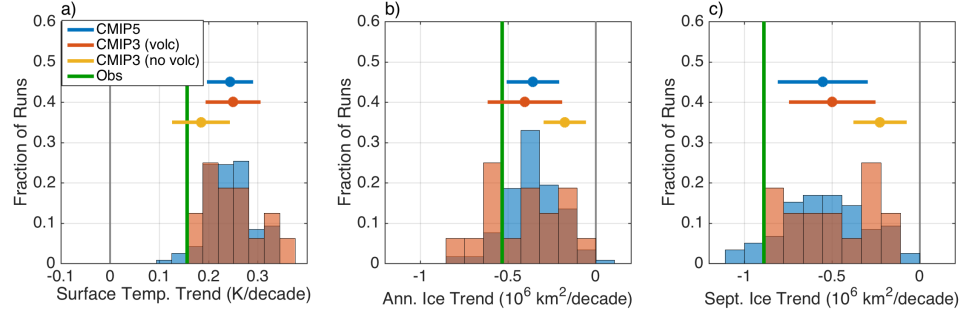 a)
0.6
0.5
0.4
0.3
0.2
0.1
0
Fraction of Runs
CMIP5
CMIP3 (volc)
CMIP3 (no volc)
Obs
-0.1 0 0.1 0.2 0.3
Surface Temp. Trend (K/decade)
b)
0.6
0.5
0.4
0.3
0.2
0.1
0
Fraction of Runs
-1 -0.5 0
Ann. Ice Trend (10⁶ km²/decade)
c)
0.6
0.5
0.4
0.3
0.2
0.1
0
Fraction of Runs
-1 -0.5 0
Sept. Ice Trend (10⁶ km²/decade)